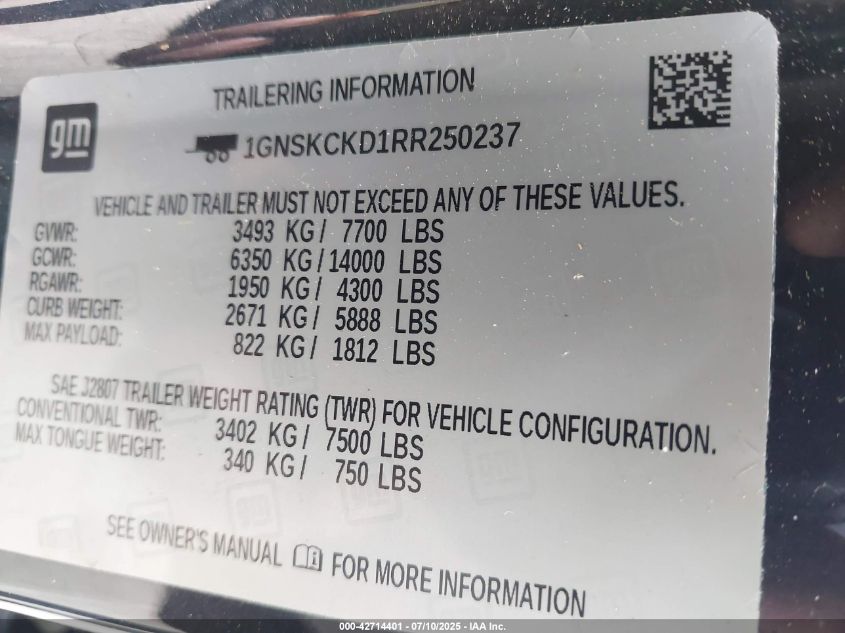 gm
TRAILERING INFORMATION
1GNSKCKD1RR250237
VEHICLE AND TRAILER MUST NOT EXCEED ANY OF THESE VALUES.
GVWR: 3493 KG / 7700 LBS
GCWR: 6350 KG / 14000 LBS
RGAWR: 1950 KG / 4300 LBS
CURB WEIGHT: 2671 KG / 5888 LBS
MAX PAYLOAD: 822 KG / 1812 LBS
SAE J2807 TRAILER WEIGHT RATING (TWR) FOR VEHICLE CONFIGURATION.
CONVENTIONAL TWR: 3402 KG / 7500 LBS
MAX TONGUE WEIGHT: 340 KG / 750 LBS
SEE OWNER'S MANUAL FOR MORE INFORMATION
000-42714401 - 07/10/2025 - IAA Inc.